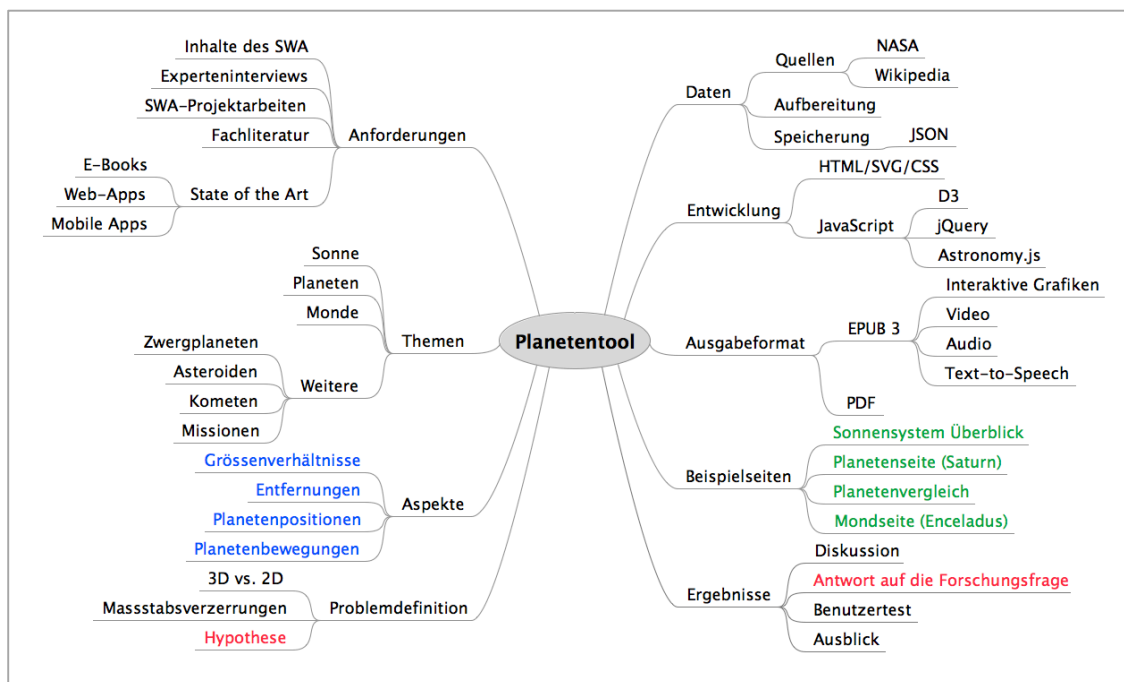 Planetentool
Anforderungen
Inhalte des SWA
Experteninterviews
SWA-Projektarbeiten
Fachliteratur
State of the Art
E-Books
Web-Apps
Mobile Apps
Themen
Sonne
Planeten
Monde
Weitere
Zwergplaneten
Asteroiden
Kometen
Missionen
Aspekte
Grössenverhältnisse
Entfernungen
Planetenpositionen
Planetenbewegungen
Problemdefinition
3D vs. 2D
Massstabsverzerrungen
Hypothese
Daten
Quellen
NASA
Wikipedia
Aufbereitung
Speicherung
JSON
Entwicklung
HTML/SVG/CSS
JavaScript
D3
jQuery
Astronomy.js
Ausgabeformat
EPUB 3
Interaktive Grafiken
Video
Audio
Text-to-Speech
PDF
Beispielseiten
Sonnensystem Überblick
Planetenseite (Saturn)
Planetenvergleich
Mondseite (Enceladus)
Ergebnisse
Diskussion
Antwort auf die Forschungsfrage
Benutzertest
Ausblick